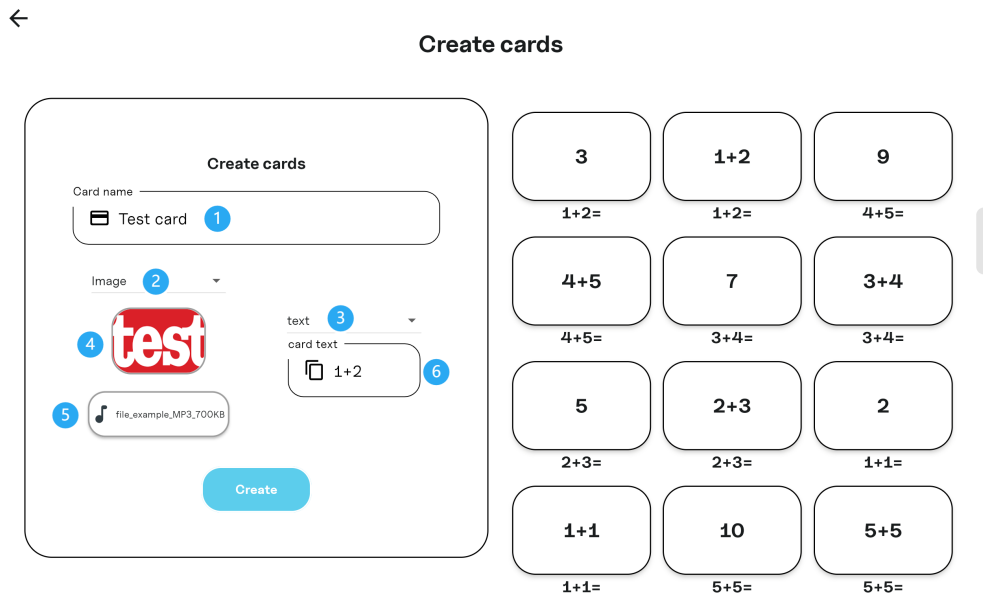 Create cards
Create cards
Card name
Test card 1
Image 2
text 3
4 test
card text
1+2 6
5 file_example_MP3_700KB
Create
3 1+2 9
1+2= 1+2= 4+5=
4+5 7 3+4
4+5= 3+4= 3+4=
5 2+3 2
2+3= 2+3= 1+1=
1+1 10 5+5
1+1= 5+5= 5+5=